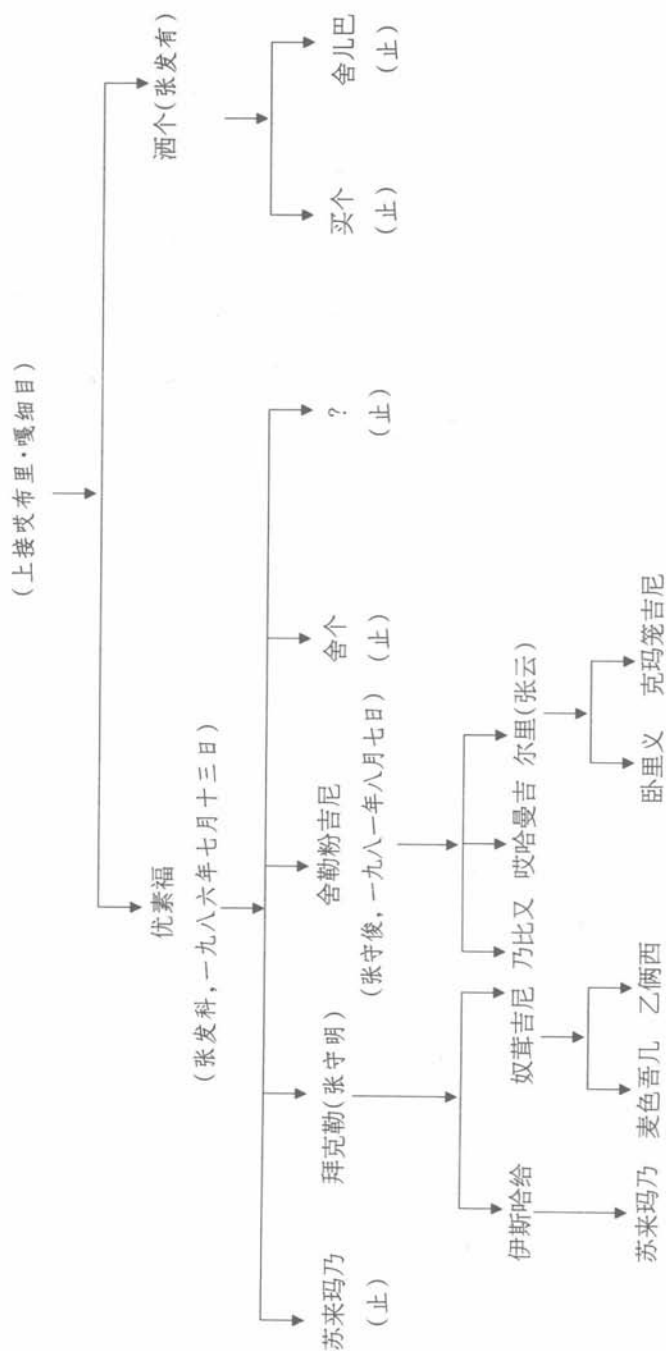 (上接哎布里·嘎细目)
优素福
(张发科,一九八六年七月十三日)
洒个(张发有)
苏来玛乃
(止)
拜克勒(张守明)
舍勒粉吉尼
(张守俊,一九八一年八月七日)
舍个
(止)
?
(止)
买个
(止)
舍儿巴
(止)
伊斯哈给
奴茸吉尼
乃比又
哎哈曼吉
尔里(张云)
苏来玛乃
麦色吾儿
乙俩西
卧里义
克玛笼吉尼